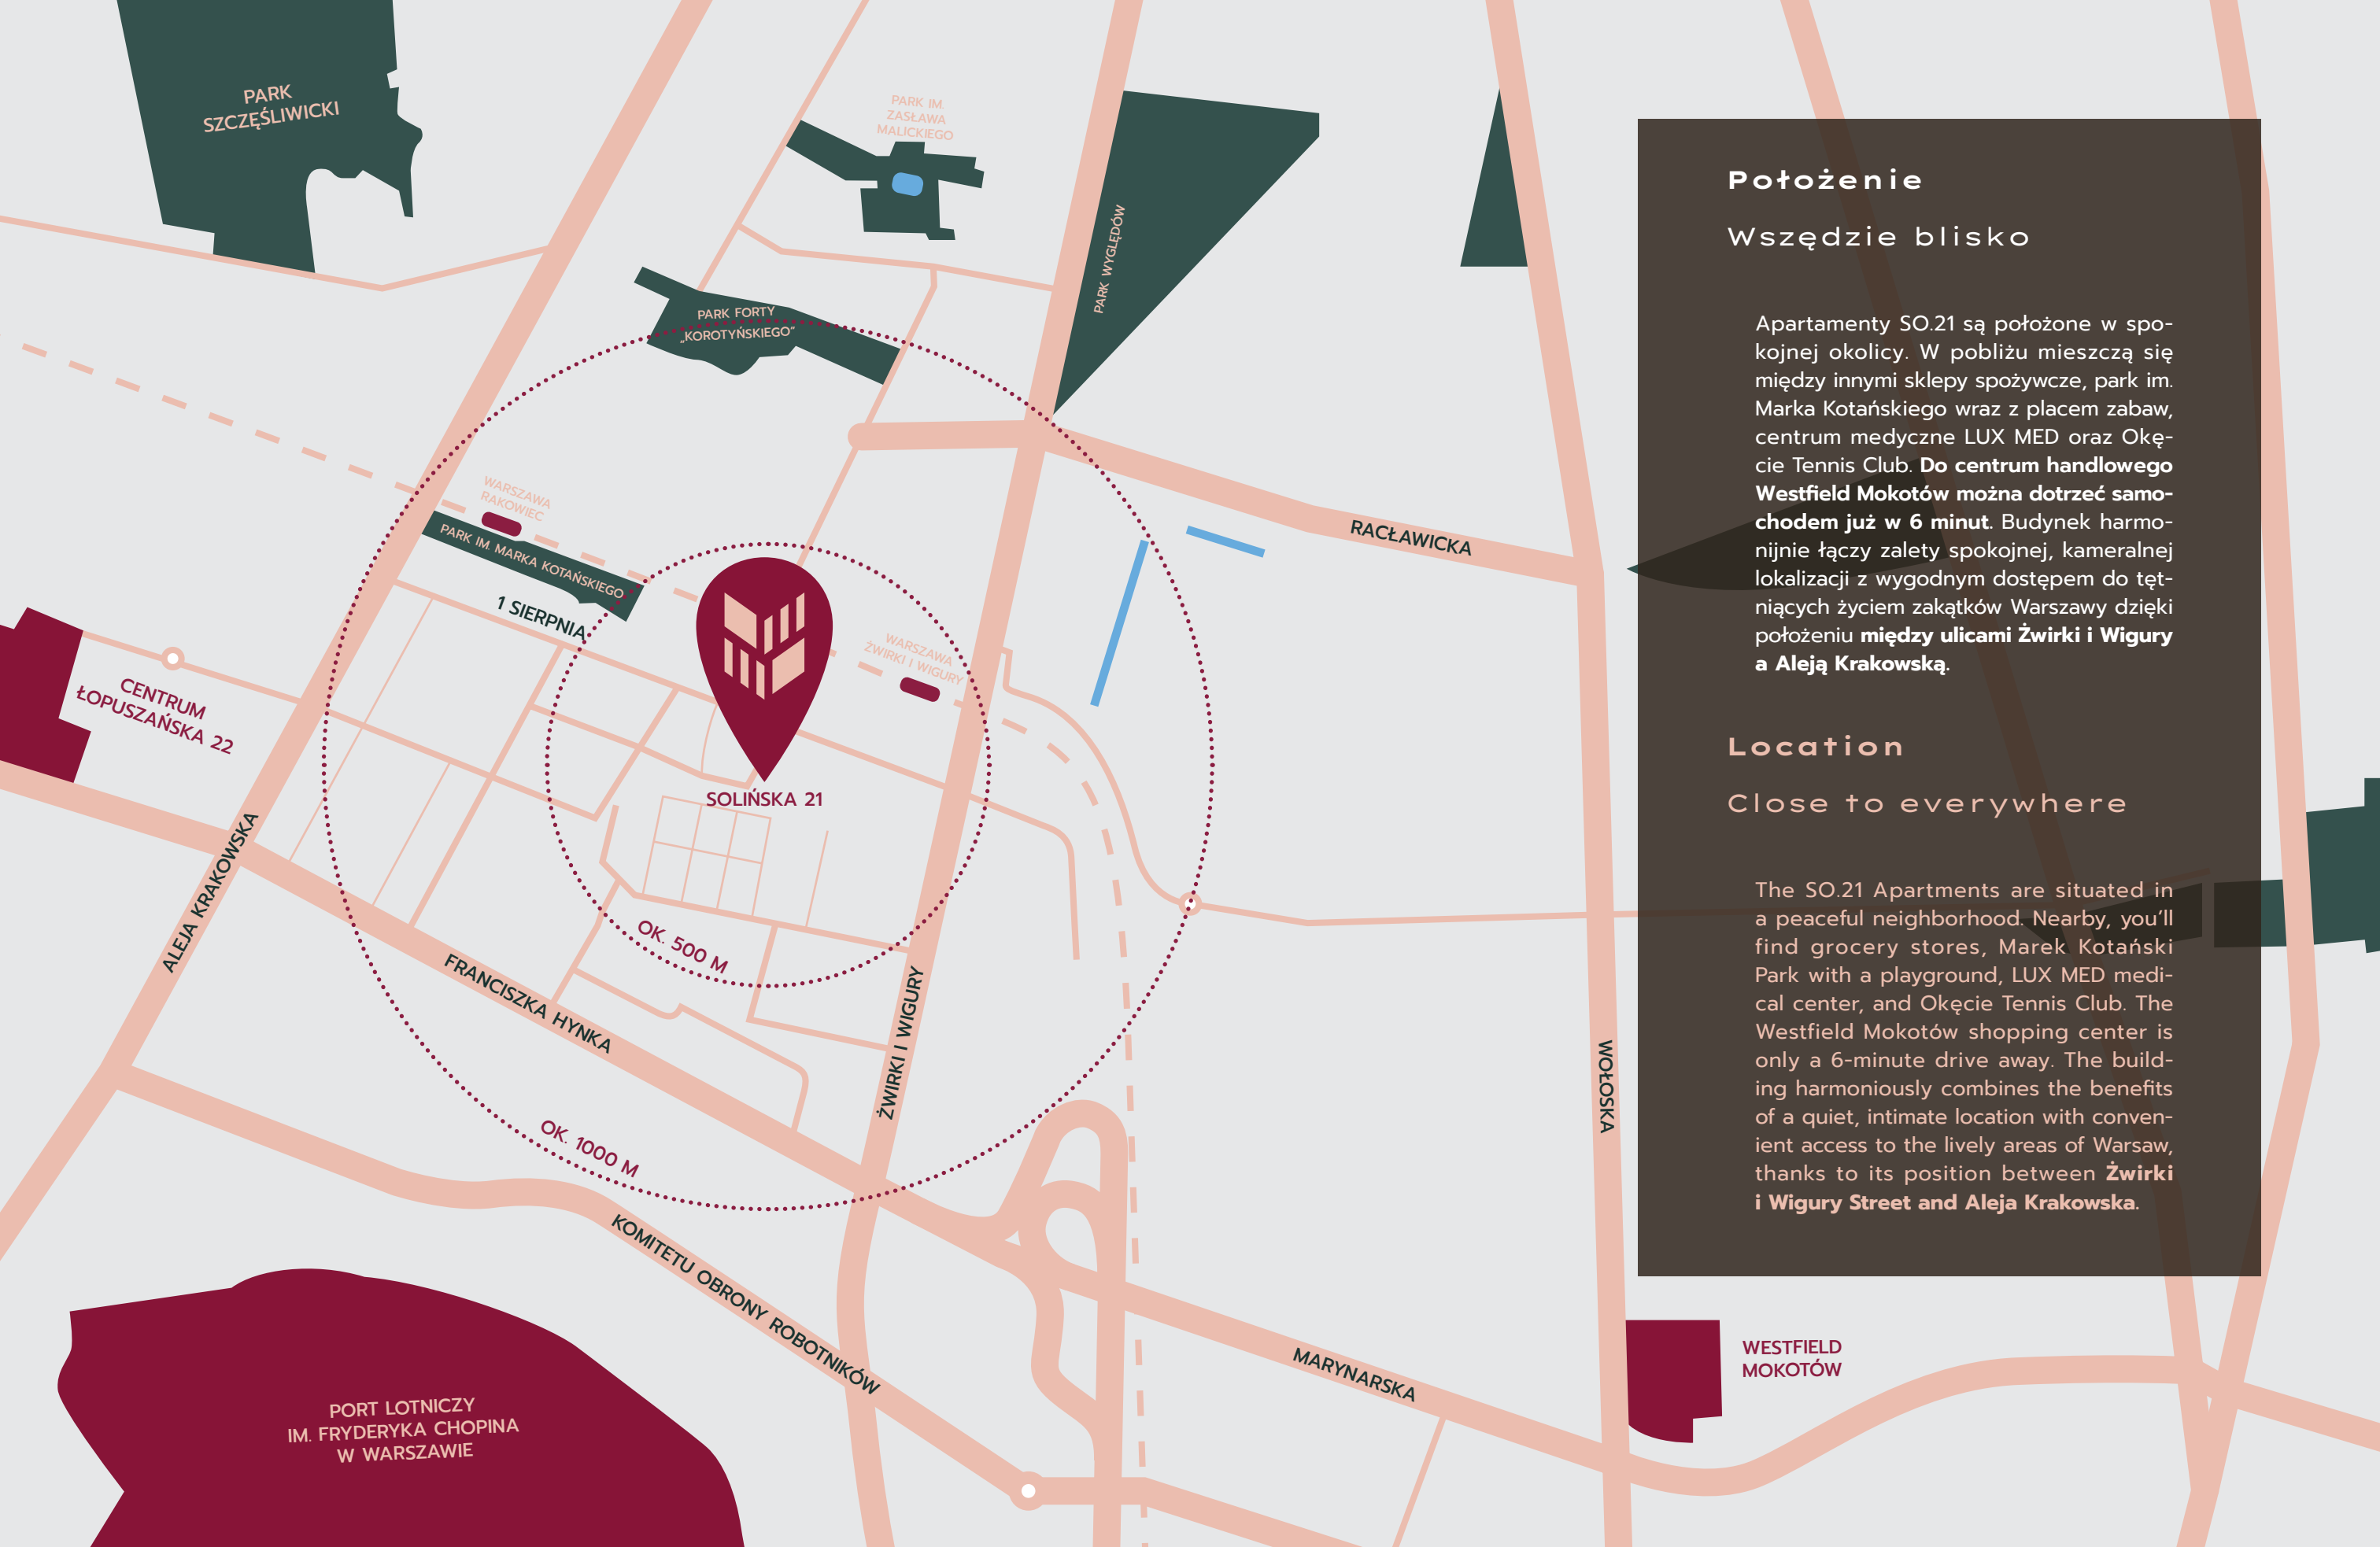 PARK
SZCZĘŚLIWICKI
PARK IM.
ZASŁAWA
MALICKIEGO
PARK WYGLĘDÓW
PARK FORTY
„KOROTYŃSKIEGO”
WARSZAWA
RAKOWIEC
PARK IM. MARKA KOTAŃSKIEGO
1 SIERPNIA
RACŁAWICKA
WARSZAWA
ŻWIRKI I WIGURY
CENTRUM
ŁOPUSZAŃSKA 22
SOLIŃSKA 21
ALEJA KRAKOWSKA
OK. 500 M
FRANCISZKA HYNKA
ŻWIRKI I WIGURY
WOŁOSKA
OK. 1000 M
KOMITETU OBRONY ROBOTNIKÓW
MARYNARSKA
WESTFIELD
MOKOTÓW
PORT LOTNICZY
IM. FRYDERYKA CHOPINA
W WARSZAWIE
Położenie
Wszędzie blisko
Apartamenty SO.21 są położone w spo-
kojnej okolicy. W pobliżu mieszczą się
między innymi sklepy spożywcze, park im.
Marka Kotańskiego wraz z placem zabaw,
centrum medyczne LUX MED oraz Okę-
cie Tennis Club. Do centrum handlowego
Westfield Mokotów można dotrzeć samo-
chodem już w 6 minut. Budynek harmo-
nijnie łączy zalety spokojnej, kameralnej
lokalizacji z wygodnym dostępem do tęt-
niących życiem zakątków Warszawy dzięki
położeniu między ulicami Żwirki i Wigury
a Aleją Krakowską.
Location
Close to everywhere
The SO.21 Apartments are situated in
a peaceful neighborhood. Nearby, you’ll
find grocery stores, Marek Kotański
Park with a playground, LUX MED medi-
cal center, and Okęcie Tennis Club. The
Westfield Mokotów shopping center is
only a 6-minute drive away. The build-
ing harmoniously combines the benefits
of a quiet, intimate location with conven-
ient access to the lively areas of Warsaw,
thanks to its position between Żwirki
i Wigury Street and Aleja Krakowska.